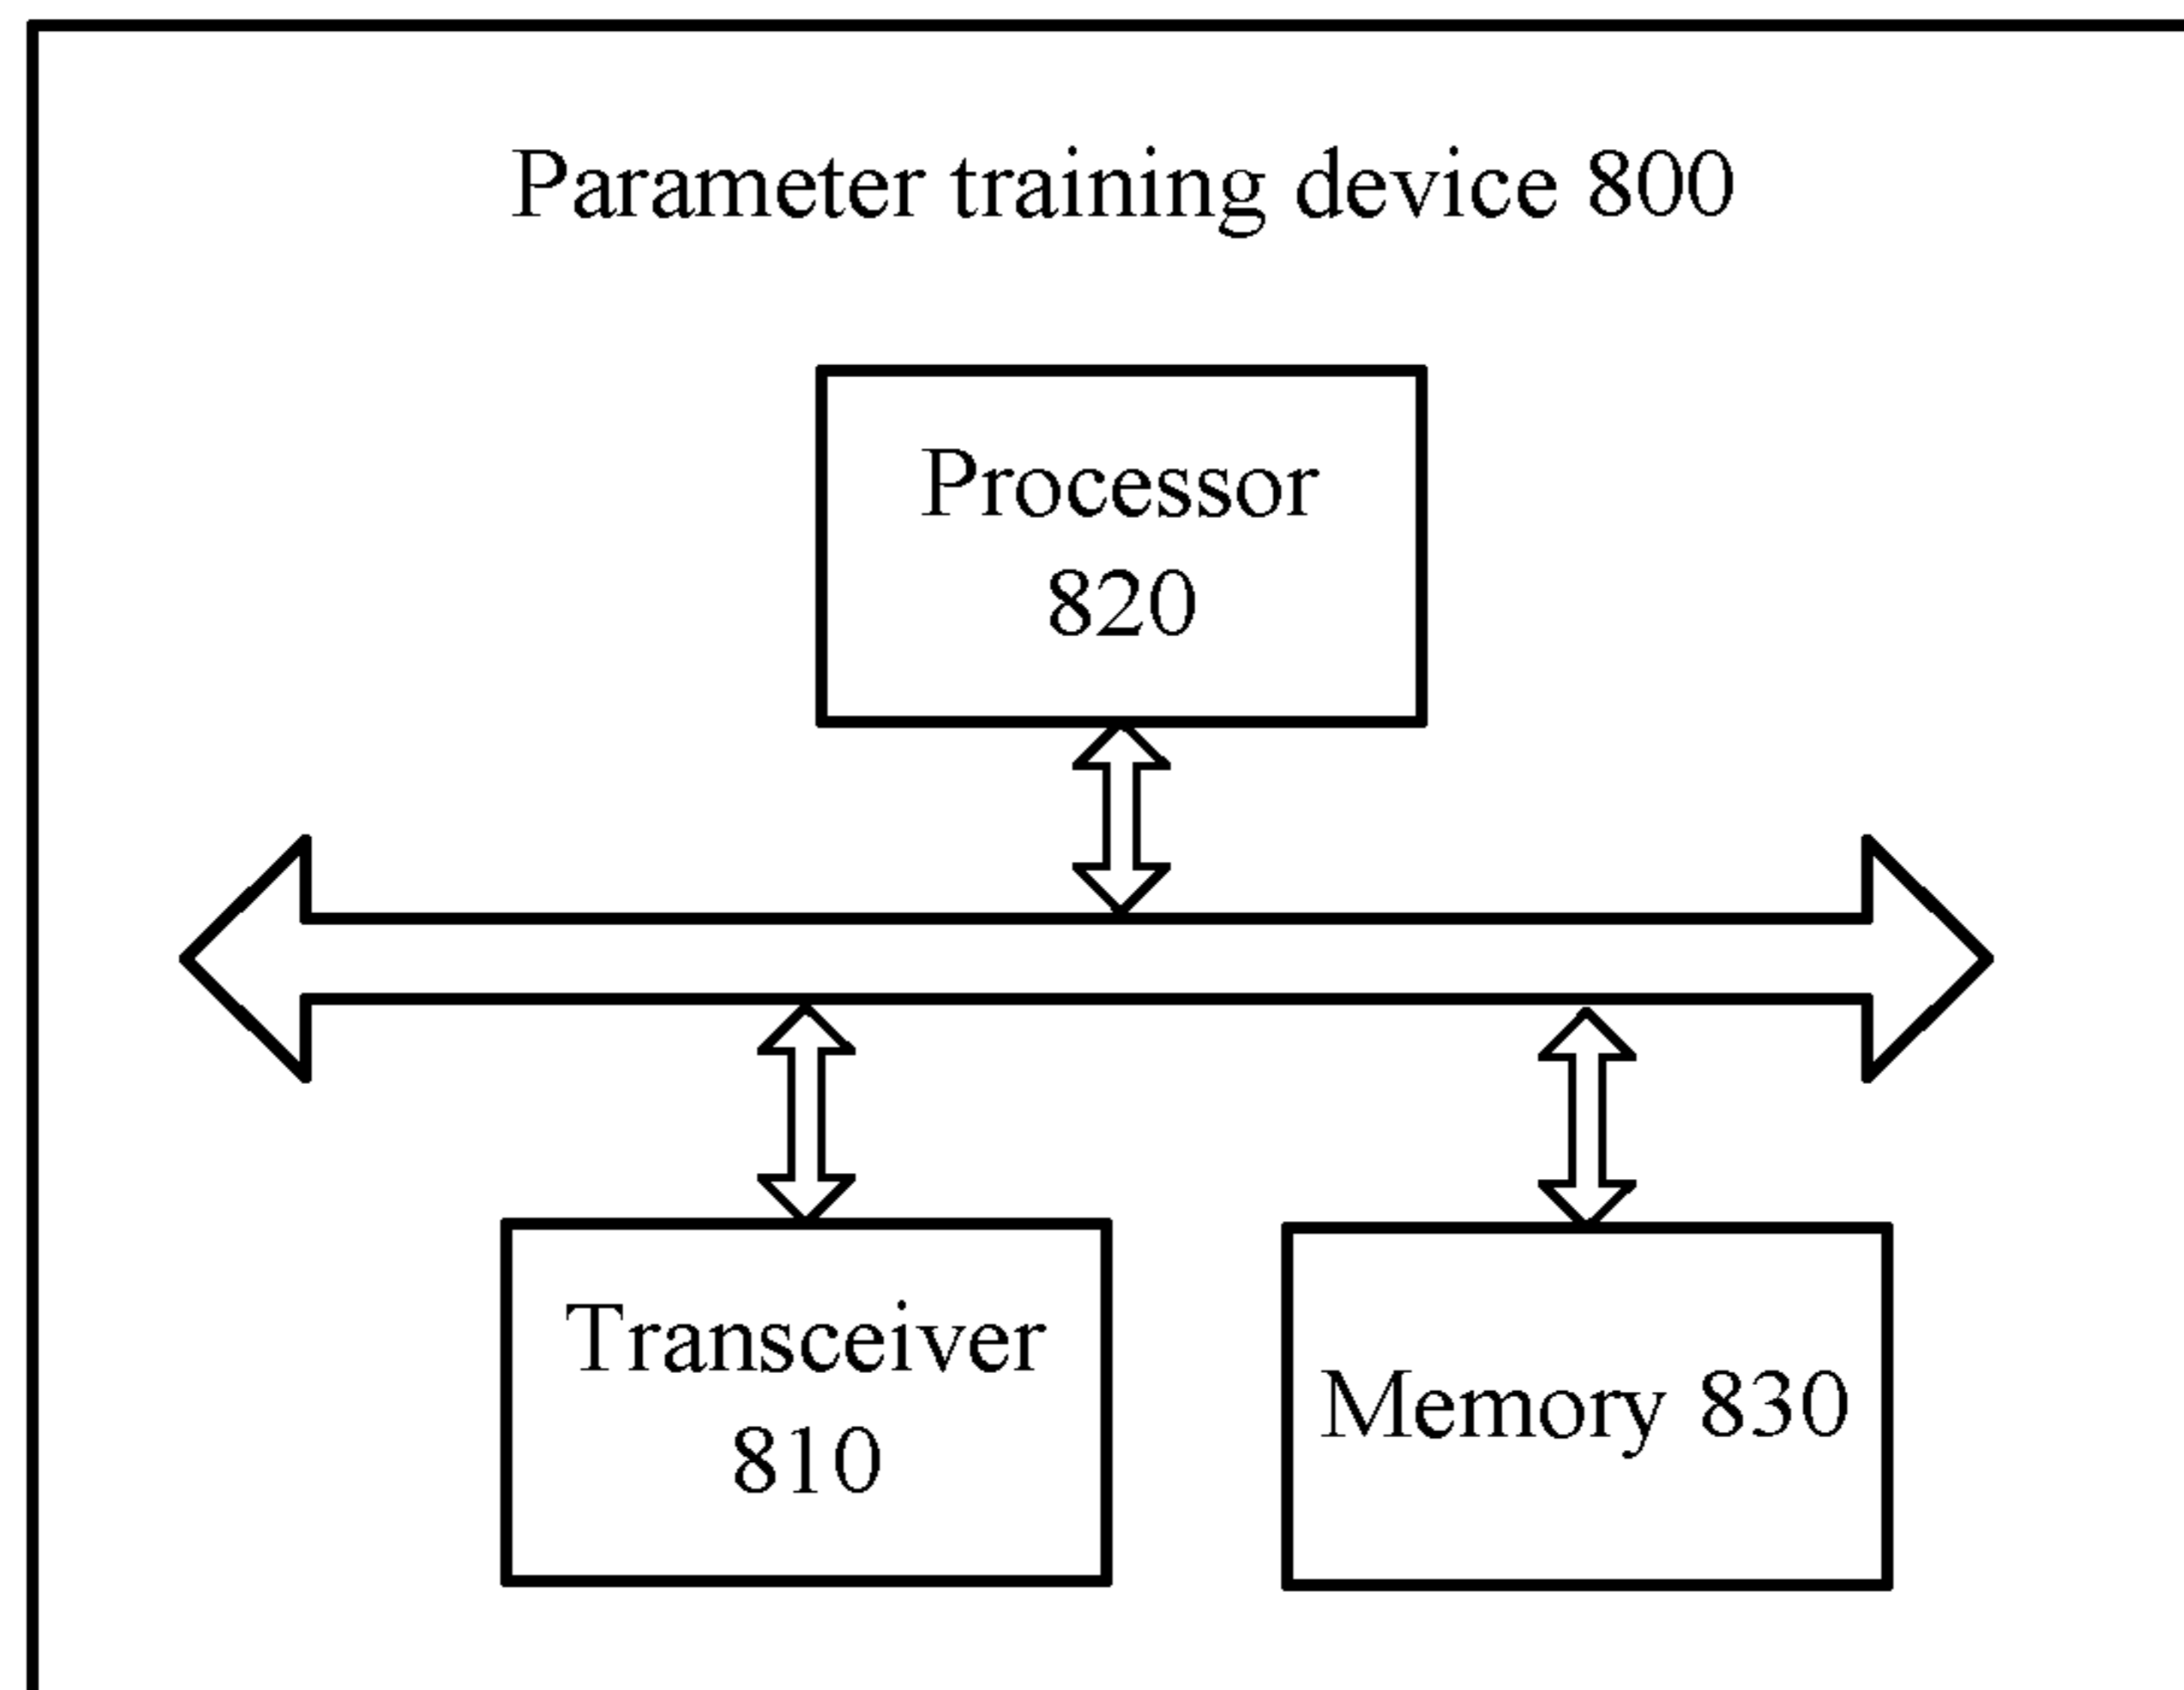 Parameter training device 800
Processor
820
Transceiver
810
Memory 830